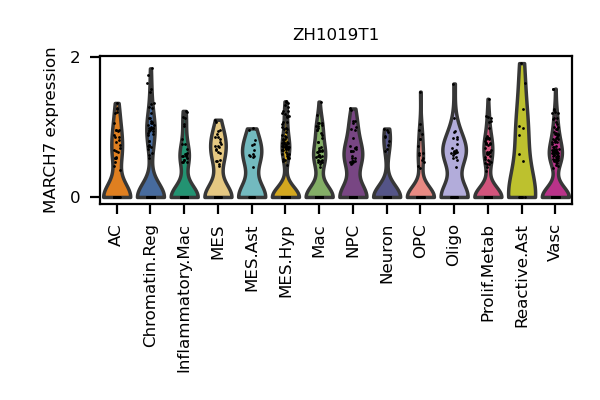 ZH1019T1
MARCH7 expression
2
0
AC
Chromatin.Reg
Inflammatory.Mac
MES
MES.Ast
MES.Hyp
Mac
NPC
Neuron
OPC
Oligo
Prolif.Metab
Reactive.Ast
Vasc